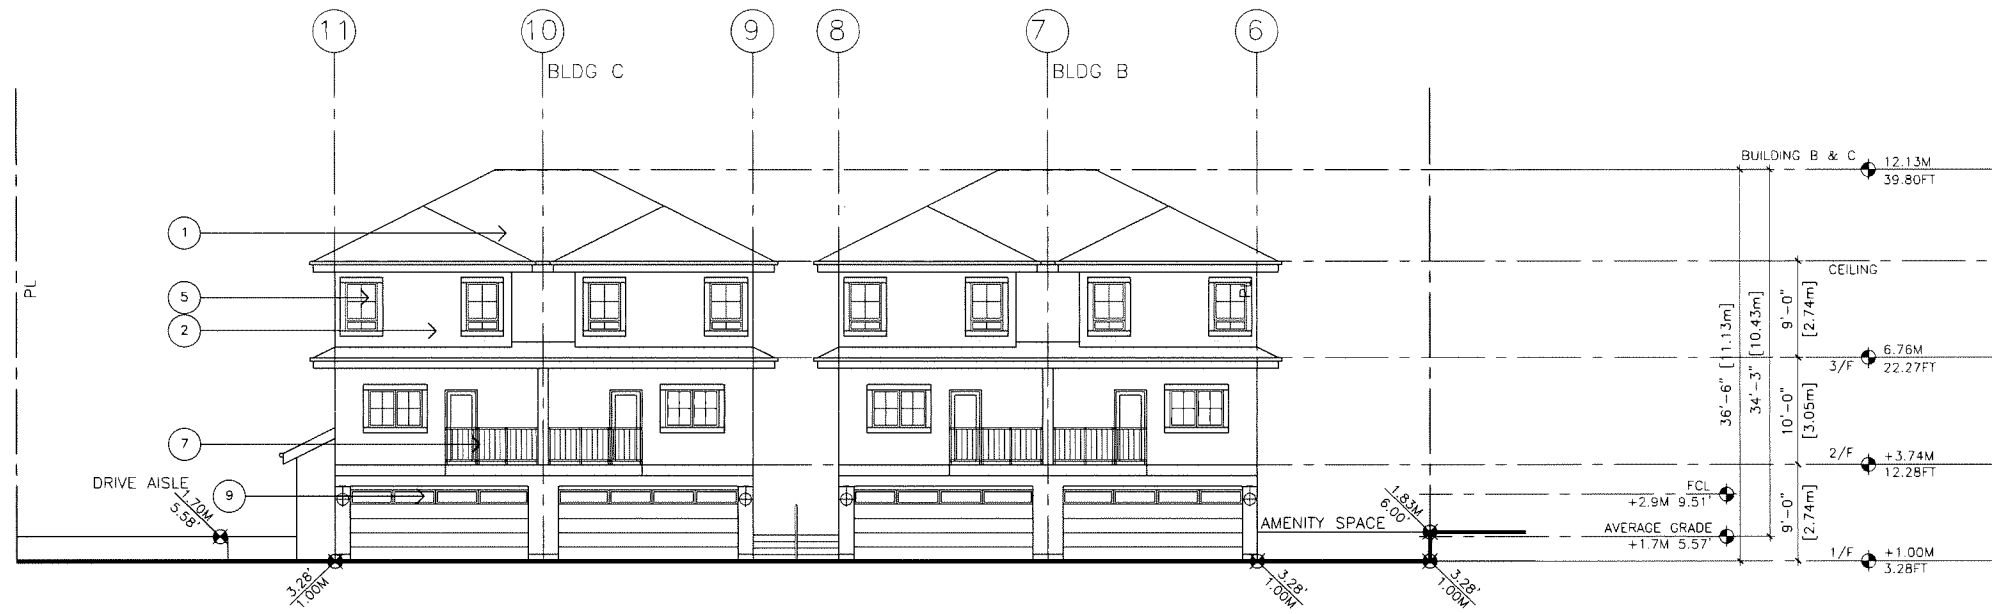 11
10
9
8
7
6
BLDG C
BLDG B
BUILDING B & C
12.13M
39.80FT
1
PL
5
2
PL
CEILING
9'-0"
[2.74m]
36'-6" [11.13m]
34'-3" [10.43m]
6.76M
3/F
22.27FT
10'-0"
[3.05m]
7
2/F
+3.74M
12.28FT
DRIVE AISLE
9
1.70M
5.58'
FCL
+2.9M 9.51'
1.83M
6.00'
AMENITY SPACE
AVERAGE GRADE
+1.7M 5.57'
9'-0"
[2.74m]
1/F
+1.00M
3.28FT
3.28'
1.00M
3.28'
1.00M
3.28'
1.00M